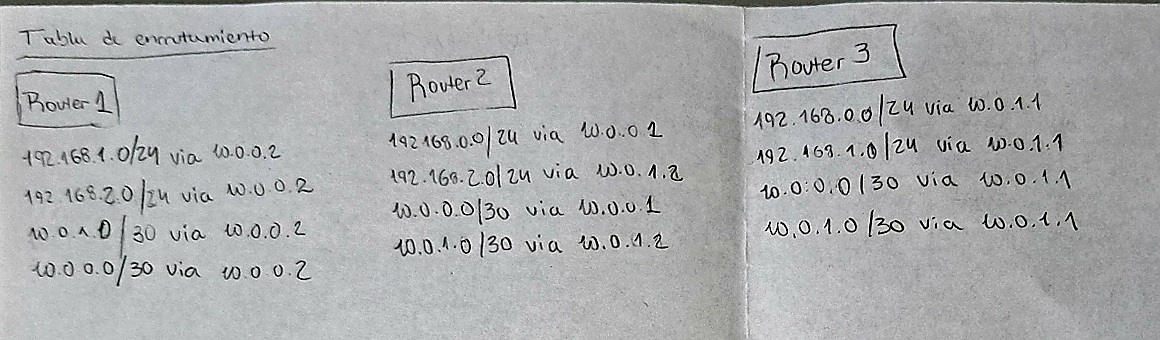 Tabla de enrutamiento
Router 1
192.168.1.0/24 via 10.0.0.2
192 168.2.0/24 via 10.0.0.2
10.0.1.0/30 via 10.0.0.2
10.0 0.0/30 via 10.0 0.2
Router 2
192 168.0.0/24 via 10.0.0.1
192.168.2.0/24 via 10.0.1.2
10.0.0.0/30 via 10.0.0.1
10.0.1.0/30 via 10.0.1.2
Router 3
192.168.0.0/24 via 10.0.1.1
192.168.1.0/24 via 10.0.1.1
10.0.0.0/30 via 10.0.1.1
10.0.1.0/30 via 10.0.1.1